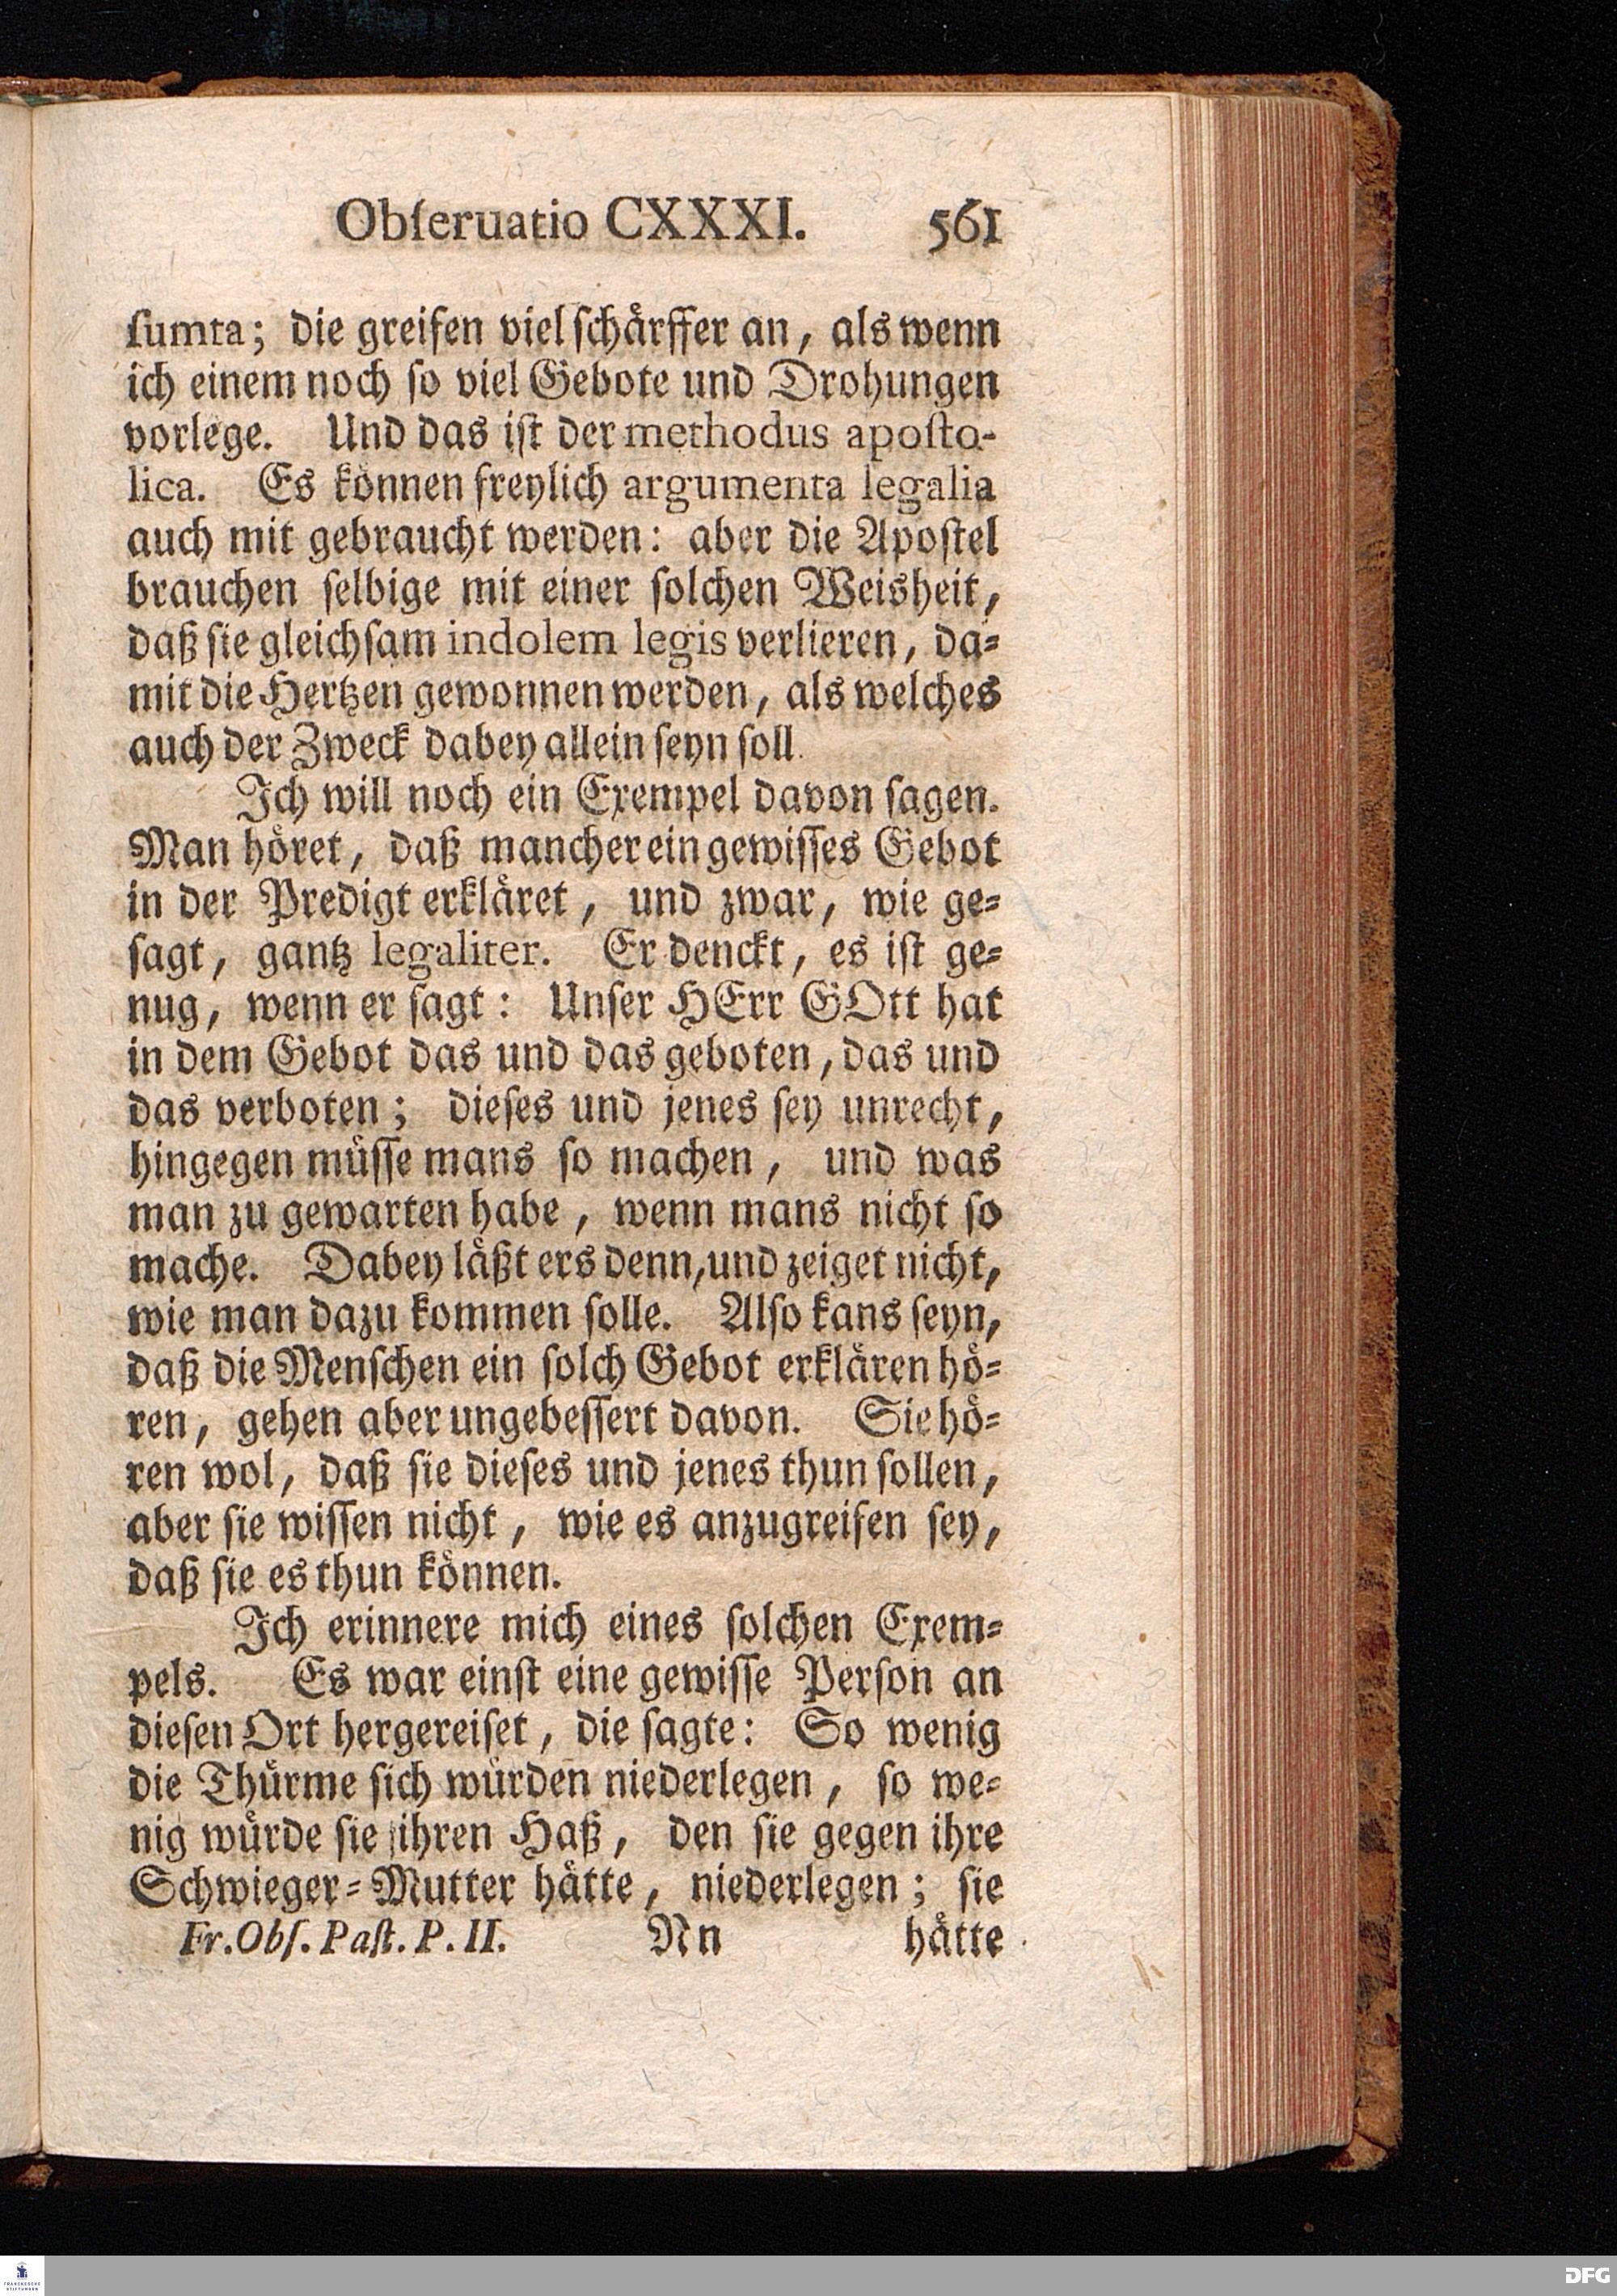 Obſeruatio CXXXI. 561
ſumta; die greifen viel ſchärffer an, als wenn
ich einem noch ſo viel Gebote und Drohungen
vorlege. Und das iſt der methodus apoſto-
lica. Es können freylich argumenta legalia
auch mit gebraucht werden: aber die Apoſtel
brauchen ſelbige mit einer ſolchen Weisheit,
daß ſie gleichſam indolem legis verlieren, da-
mit die Hertzen gewonnen werden, als welches
auch der Zweck dabey allein ſeyn ſoll.
Ich will noch ein Exempel davon ſagen.
Man höret, daß mancher ein gewiſſes Gebot
in der Predigt erkläret, und zwar, wie ge-
ſagt, gantz legaliter. Er denckt, es iſt ge-
nug, wenn er ſagt: Unſer HErr GOtt hat
in dem Gebot das und das geboten, das und
das verboten; dieſes und jenes ſey unrecht,
hingegen müſſe mans ſo machen, und was
man zu gewarten habe, wenn mans nicht ſo
mache. Dabey läßt ers denn, und zeiget nicht,
wie man dazu kommen ſolle. Alſo kans ſeyn,
daß die Menſchen ein ſolch Gebot erklären hö-
ren, gehen aber ungebeſſert davon. Sie hö-
ren wol, daß ſie dieſes und jenes thun ſollen,
aber ſie wiſſen nicht, wie es anzugreifen ſey,
daß ſie es thun können.
Ich erinnere mich eines ſolchen Exem-
pels. Es war einſt eine gewiſſe Perſon an
dieſen Ort hergereiſet, die ſagte: So wenig
die Thürme ſich würden niederlegen, ſo we-
nig würde ſie ihren Haß, den ſie gegen ihre
Schwieger-Mutter hätte, niederlegen; ſie
Fr. Obſ. Paſt. P. II. Nn hätte
FRANCKESCHE
STIFTUNGEN
DFG